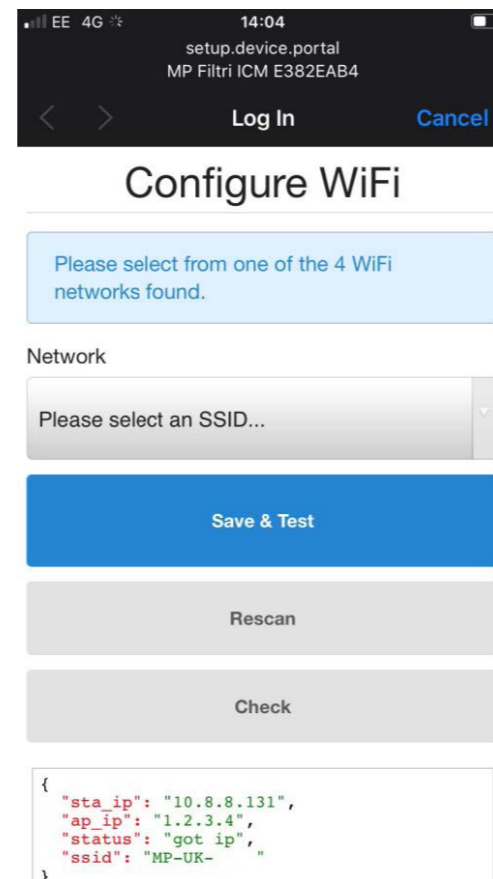 EE 4G 14:04
setup.device.portal
MP Filtri ICM E382EAB4
Log In Cancel
Configure WiFi
Please select from one of the 4 WiFi
networks found.
Network
Please select an SSID...
Save & Test
Rescan
Check
{
"sta_ip": "10.8.8.131",
"ap_ip": "1.2.3.4",
"status": "got ip",
"ssid": "MP-UK-    "
}